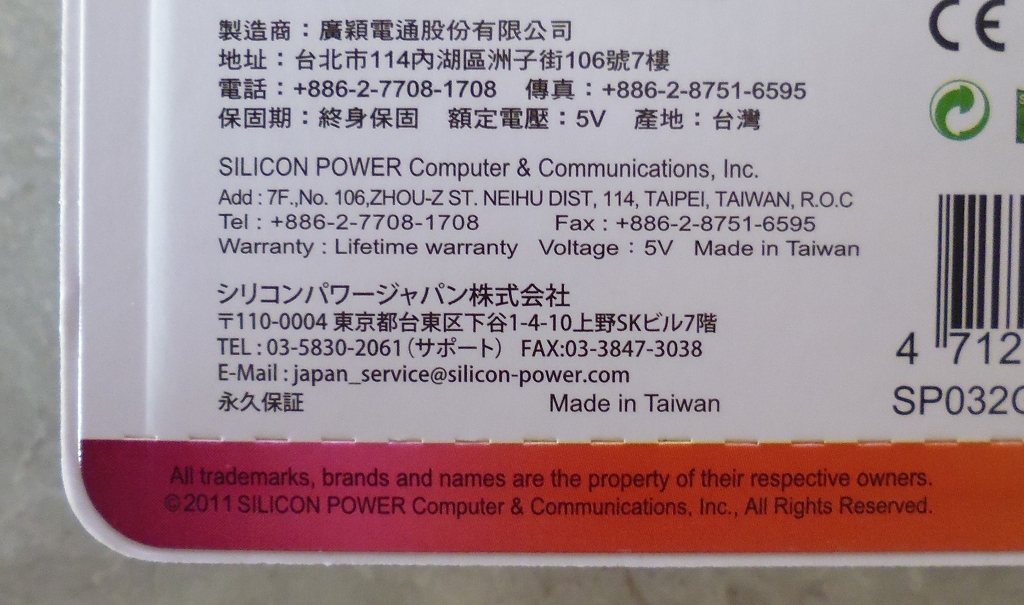 製造商：廣穎電通股份有限公司
地址：台北市114內湖區洲子街106號7樓
電話：+886-2-7708-1708 傳真：+886-2-8751-6595
保固期：終身保固 額定電壓：5V 產地：台灣
SILICON POWER Computer & Communications, Inc.
Add : 7F.,No. 106,ZHOU-Z ST. NEIHU DIST, 114, TAIPEI, TAIWAN, R.O.C
Tel : +886-2-7708-1708 Fax : +886-2-8751-6595
Warranty : Lifetime warranty Voltage : 5V Made in Taiwan
シリコンパワージャパン株式会社
〒110-0004 東京都台東区下谷1-4-10上野SKビル7階
TEL : 03-5830-2061（サポート） FAX:03-3847-3038
E-Mail : japan_service@silicon-power.com
永久保証 Made in Taiwan
CE
4 712
SP032G
All trademarks, brands and names are the property of their respective owners.
©2011 SILICON POWER Computer & Communications, Inc., All Rights Reserved.